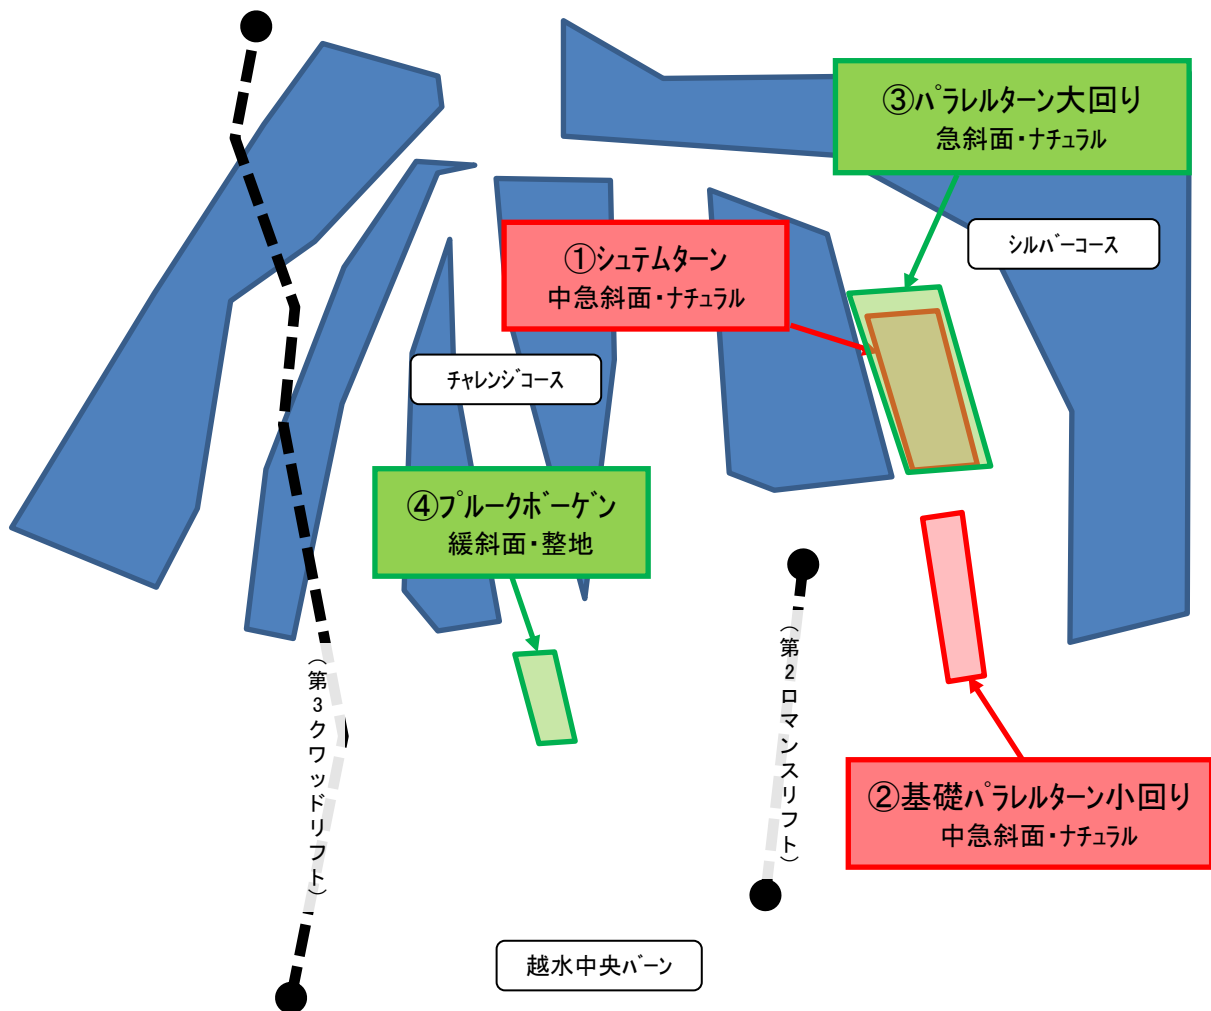 ③パラレルターン大回り
急斜面・ナチュラル
シルバーコース
①シュテムターン
中急斜面・ナチュラル
チャレンジコース
④プルークボーゲン
緩斜面・整地
（第3クワッドリフト）
（第2ロマンスリフト）
②基礎パラレルターン小回り
中急斜面・ナチュラル
越水中央バーン